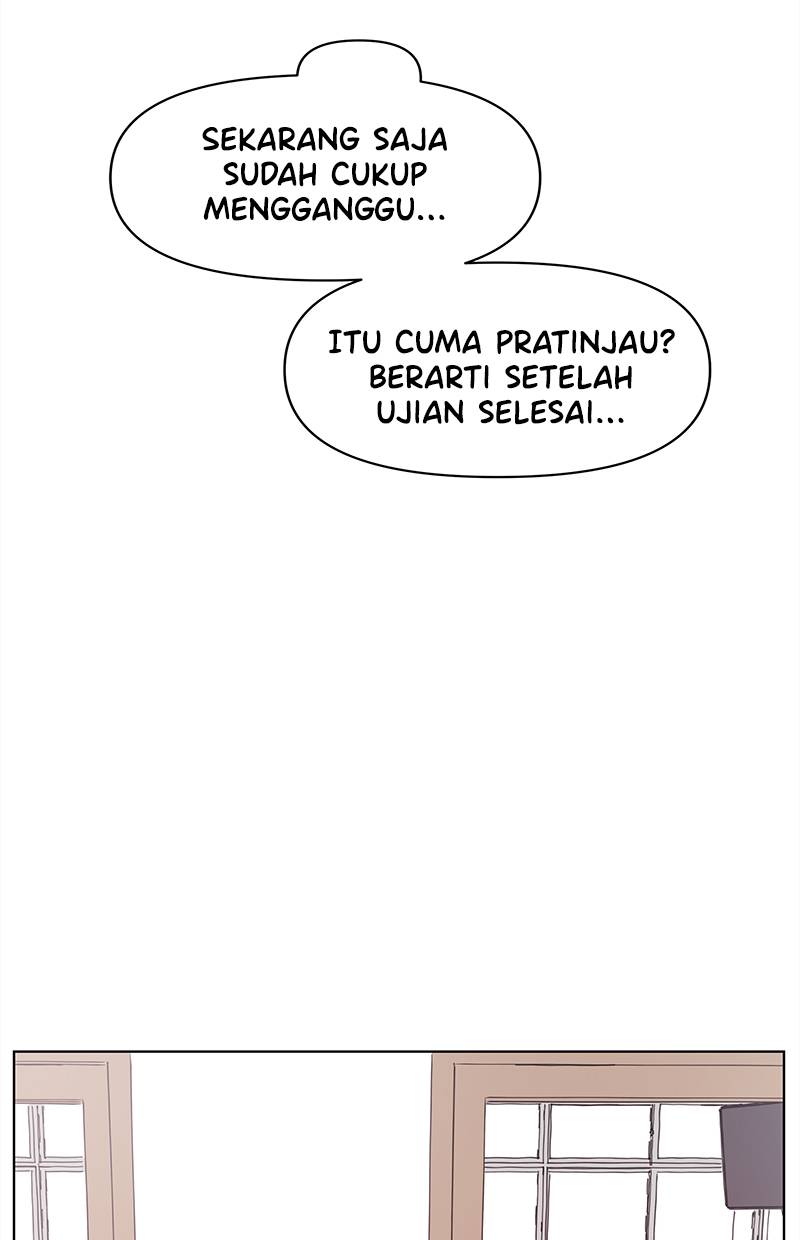 SEKARANG SAJA
SUDAH CUKUP
MENGGANGGU...
ITU CUMA PRATINJAU?
BERARTI SETELAH
UJIAN SELESAI...